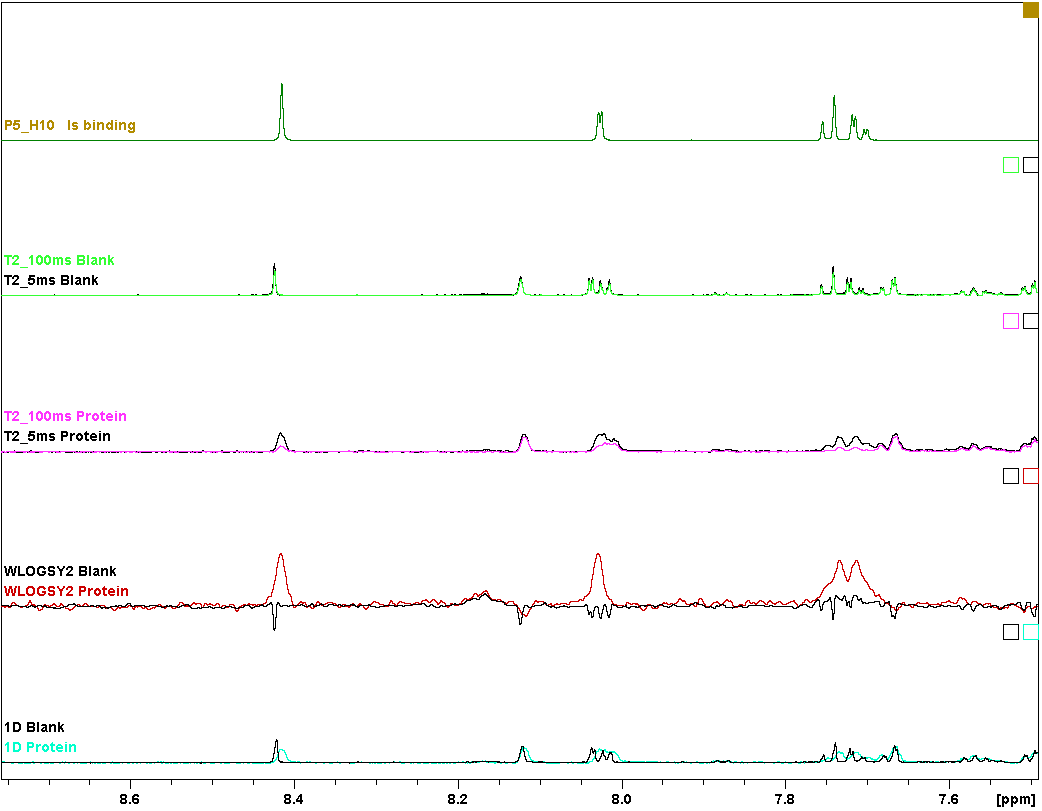 P5_H10 Is binding
T2_100ms Blank
T2_5ms Blank
T2_100ms Protein
T2_5ms Protein
WLOGSY2 Blank
WLOGSY2 Protein
1D Blank
1D Protein
8.6 8.4 8.2 8.0 7.8 7.6 [ppm]